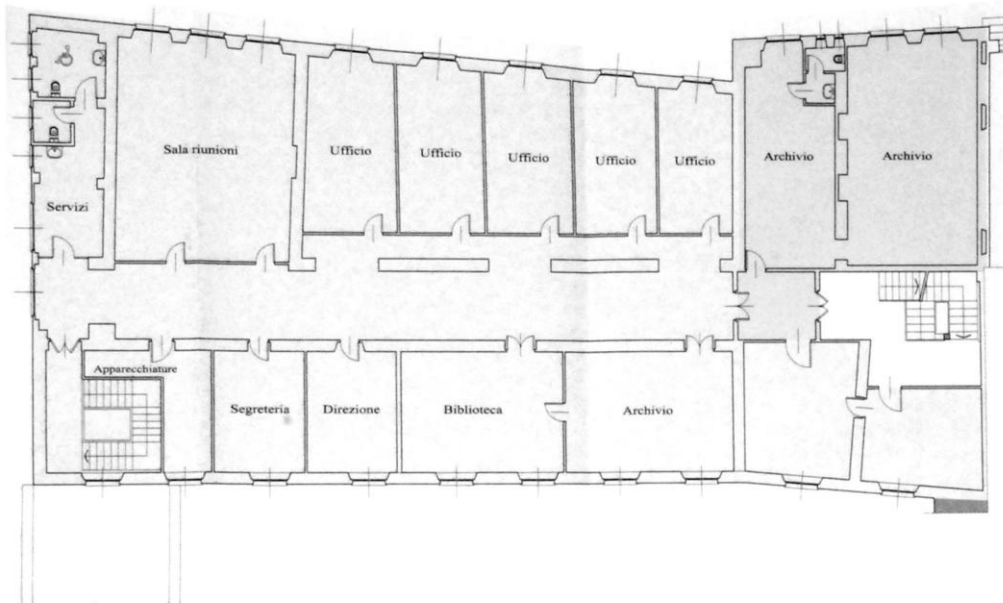 Sala riunioni
Ufficio
Ufficio
Ufficio
Ufficio
Ufficio
Archivio
Archivio
Servizi
Apparecchiature
Segreteria
Direzione
Biblioteca
Archivio